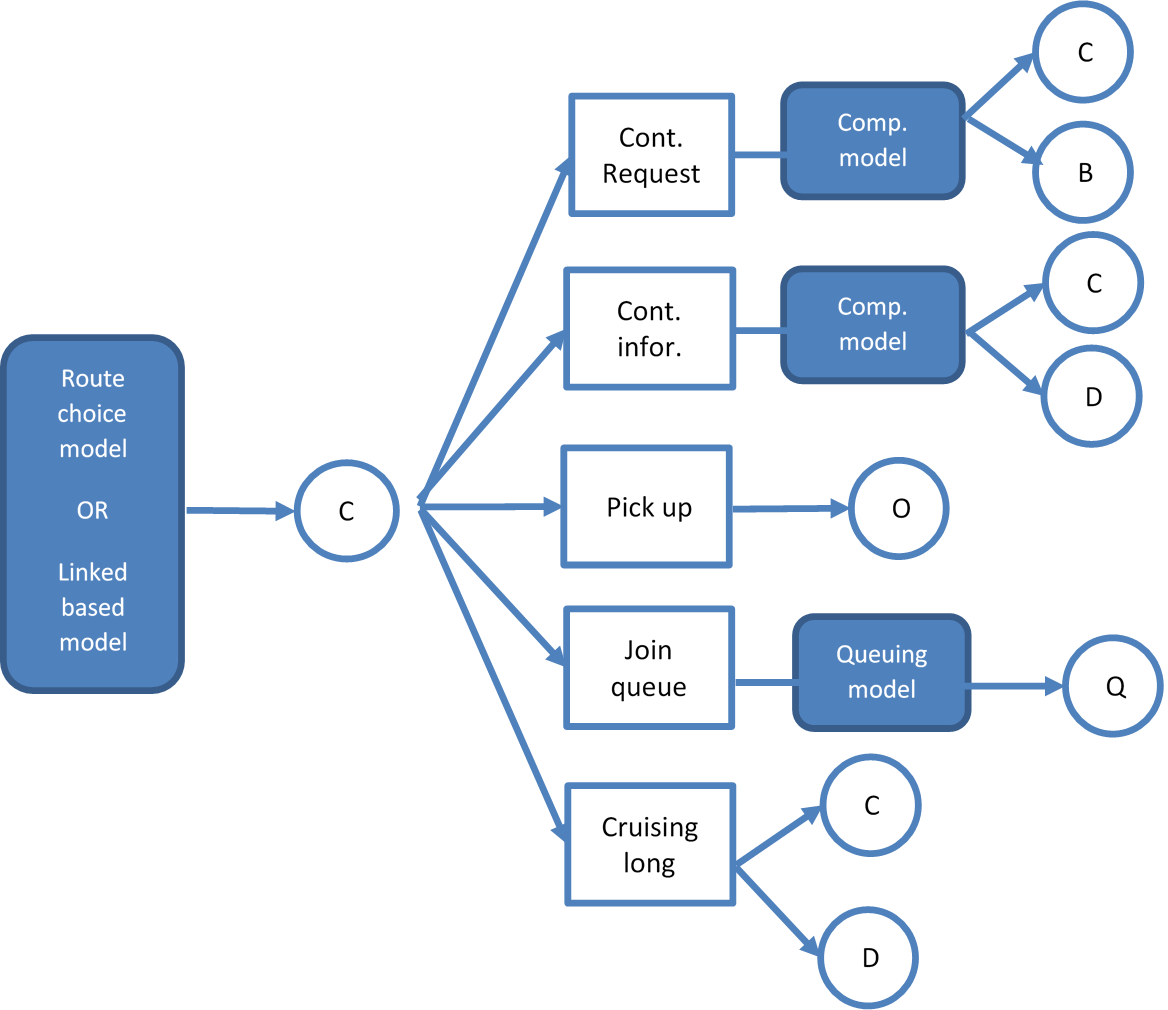 Route
choice
model
OR
Linked
based
model
C
Cont.
Request
Comp.
model
C
B
Cont.
infor.
Comp.
model
C
D
Pick up
O
Join
queue
Queuing
model
Q
Cruising
long
C
D